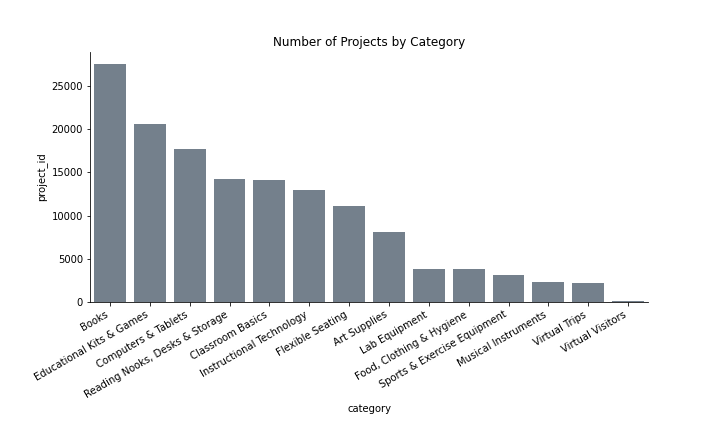 Number of Projects by Category
25000
20000
15000
10000
5000
0
project_id
Books
Educational Kits & Games
Computers & Tablets
Reading Nooks, Desks & Storage
Classroom Basics
Instructional Technology
Flexible Seating
Art Supplies
Lab Equipment
Food, Clothing & Hygiene
Sports & Exercise Equipment
Musical Instruments
Virtual Trips
Virtual Visitors
category